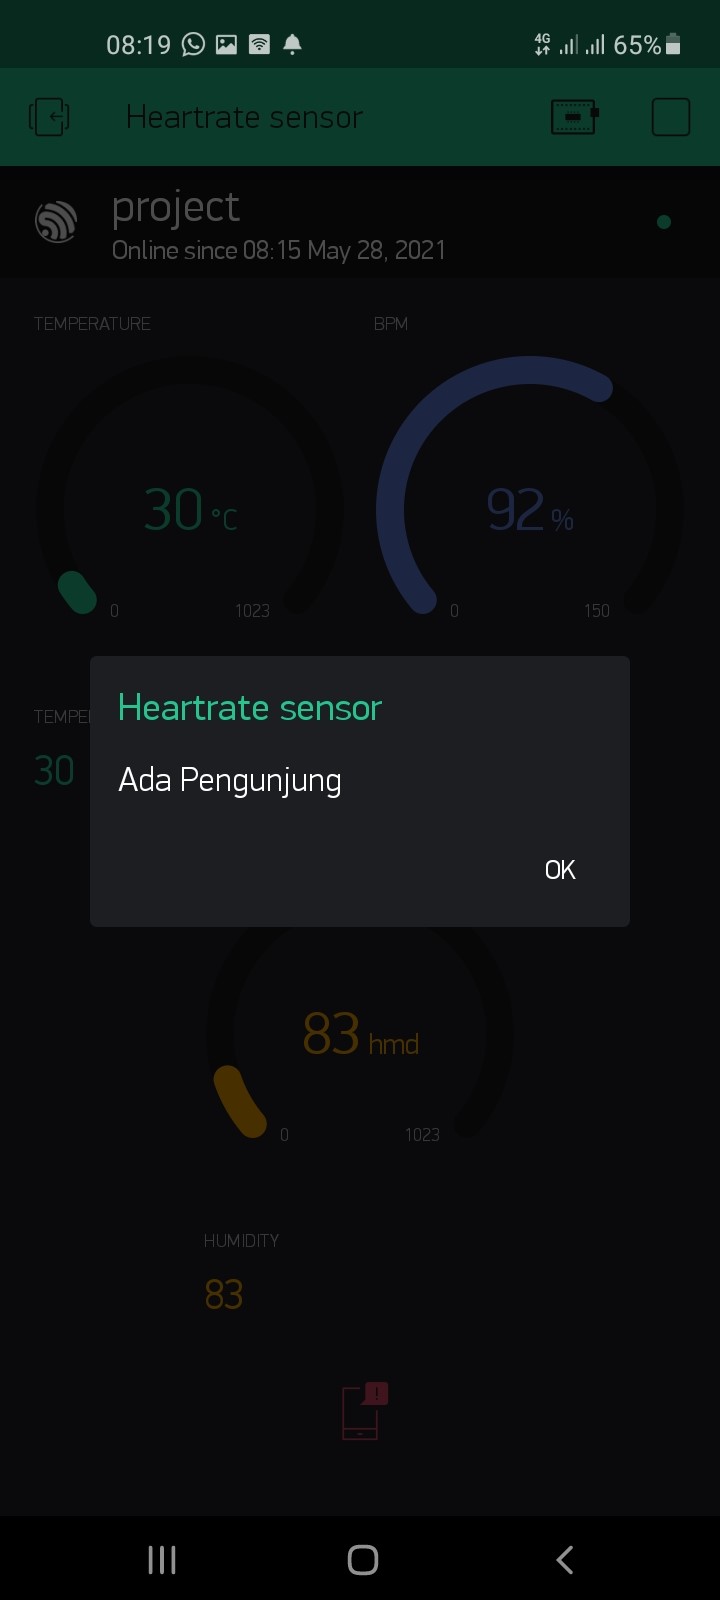 08:19 4G 65%
Heartrate sensor
project
Online since 08:15 May 28, 2021
TEMPERATURE BPM
30 °C 92 %
0 1023 0 150
TEMPE
30
Heartrate sensor
Ada Pengunjung
OK
83 hmd
0 1023
HUMIDITY
83
!